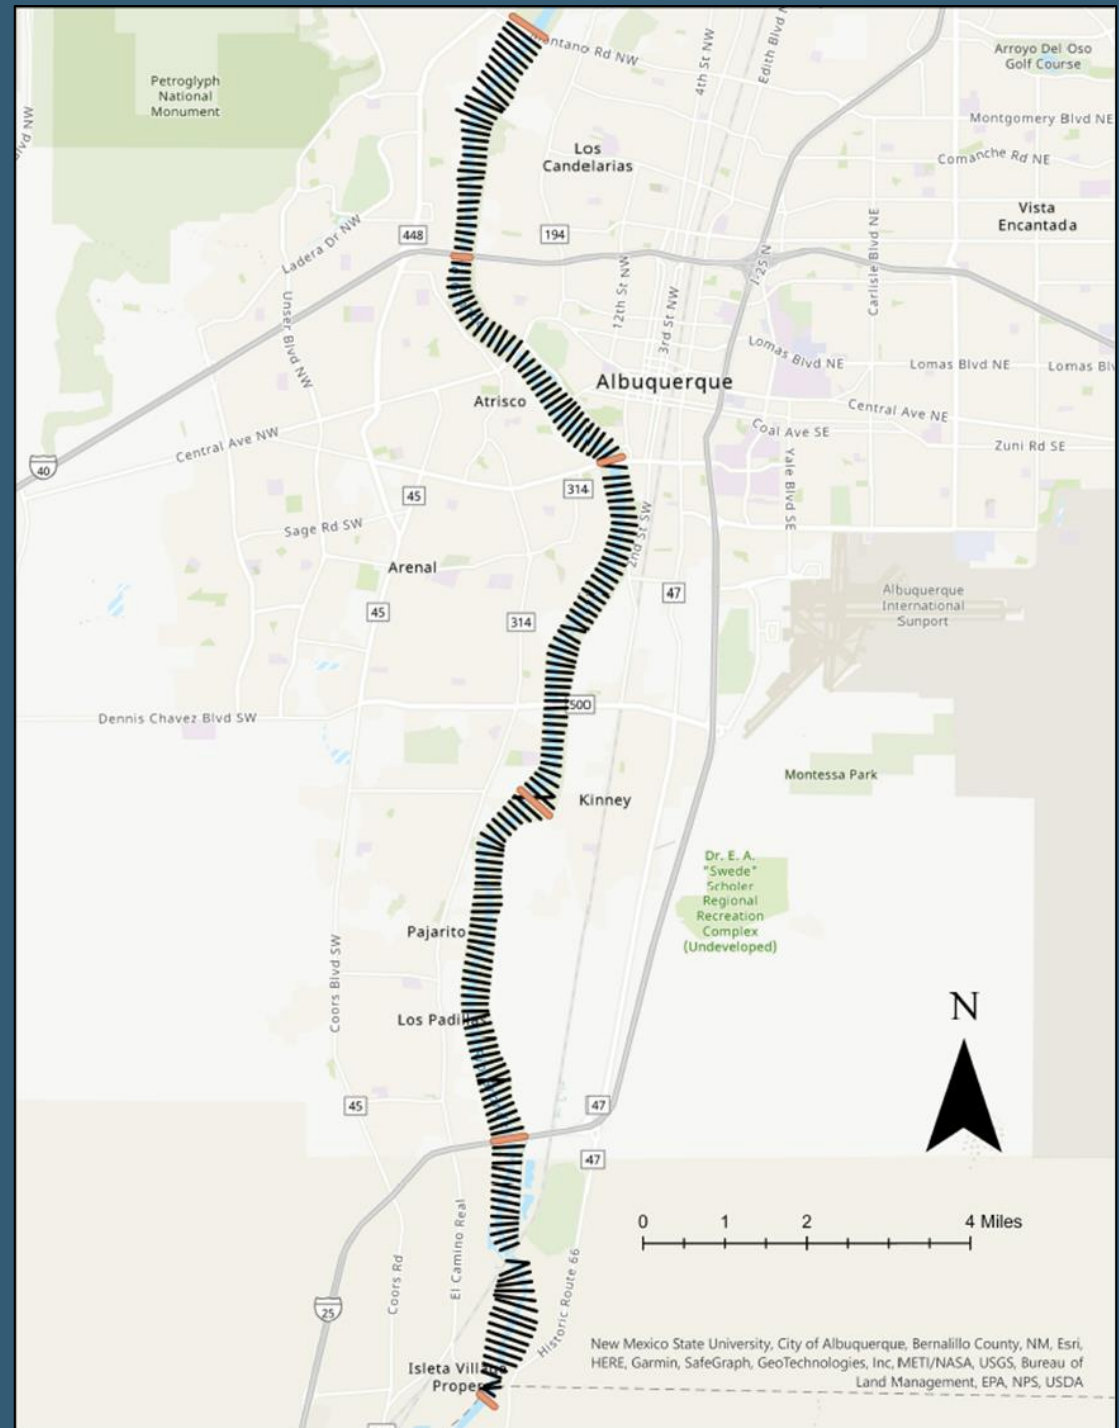 Montano Rd NW
4th St NW
Edith Blvd N
Arroyo Del Oso
Golf Course
Petroglyph
National
Monument
Montgomery Blvd NE
Comanche Rd NE
Los
Candelarias
Vista
Encantada
448
194
Ladera Dr NW
Unser Blvd NW
12th St NW
3rd St NW
I-25 N
Carlisle Blvd NE
Lomas Blvd NE
Lomas Blvd NE
Lomas Blv
Albuquerque
Atrisco
Central Ave NW
Central Ave NE
Coal Ave SE
Zuni Rd SE
Yale Blvd SE
40
45
314
Sage Rd SW
2nd St SW
Arenal
45
314
47
Albuquerque
International
Sunport
500
Dennis Chavez Blvd SW
Montessa Park
Kinney
Dr. E. A.
"Swede"
Scholer
Regional
Recreation
Complex
(Undeveloped)
Pajarito
Coors Blvd SW
Los Padillas
N
45
47
47
El Camino Real
Coors Rd
Historic Route 66
0 1 2 4 Miles
25
Isleta Village
Proper
New Mexico State University, City of Albuquerque, Bernalillo County, NM, Esri,
HERE, Garmin, SafeGraph, GeoTechnologies, Inc, METI/NASA, USGS, Bureau of
Land Management, EPA, NPS, USDA